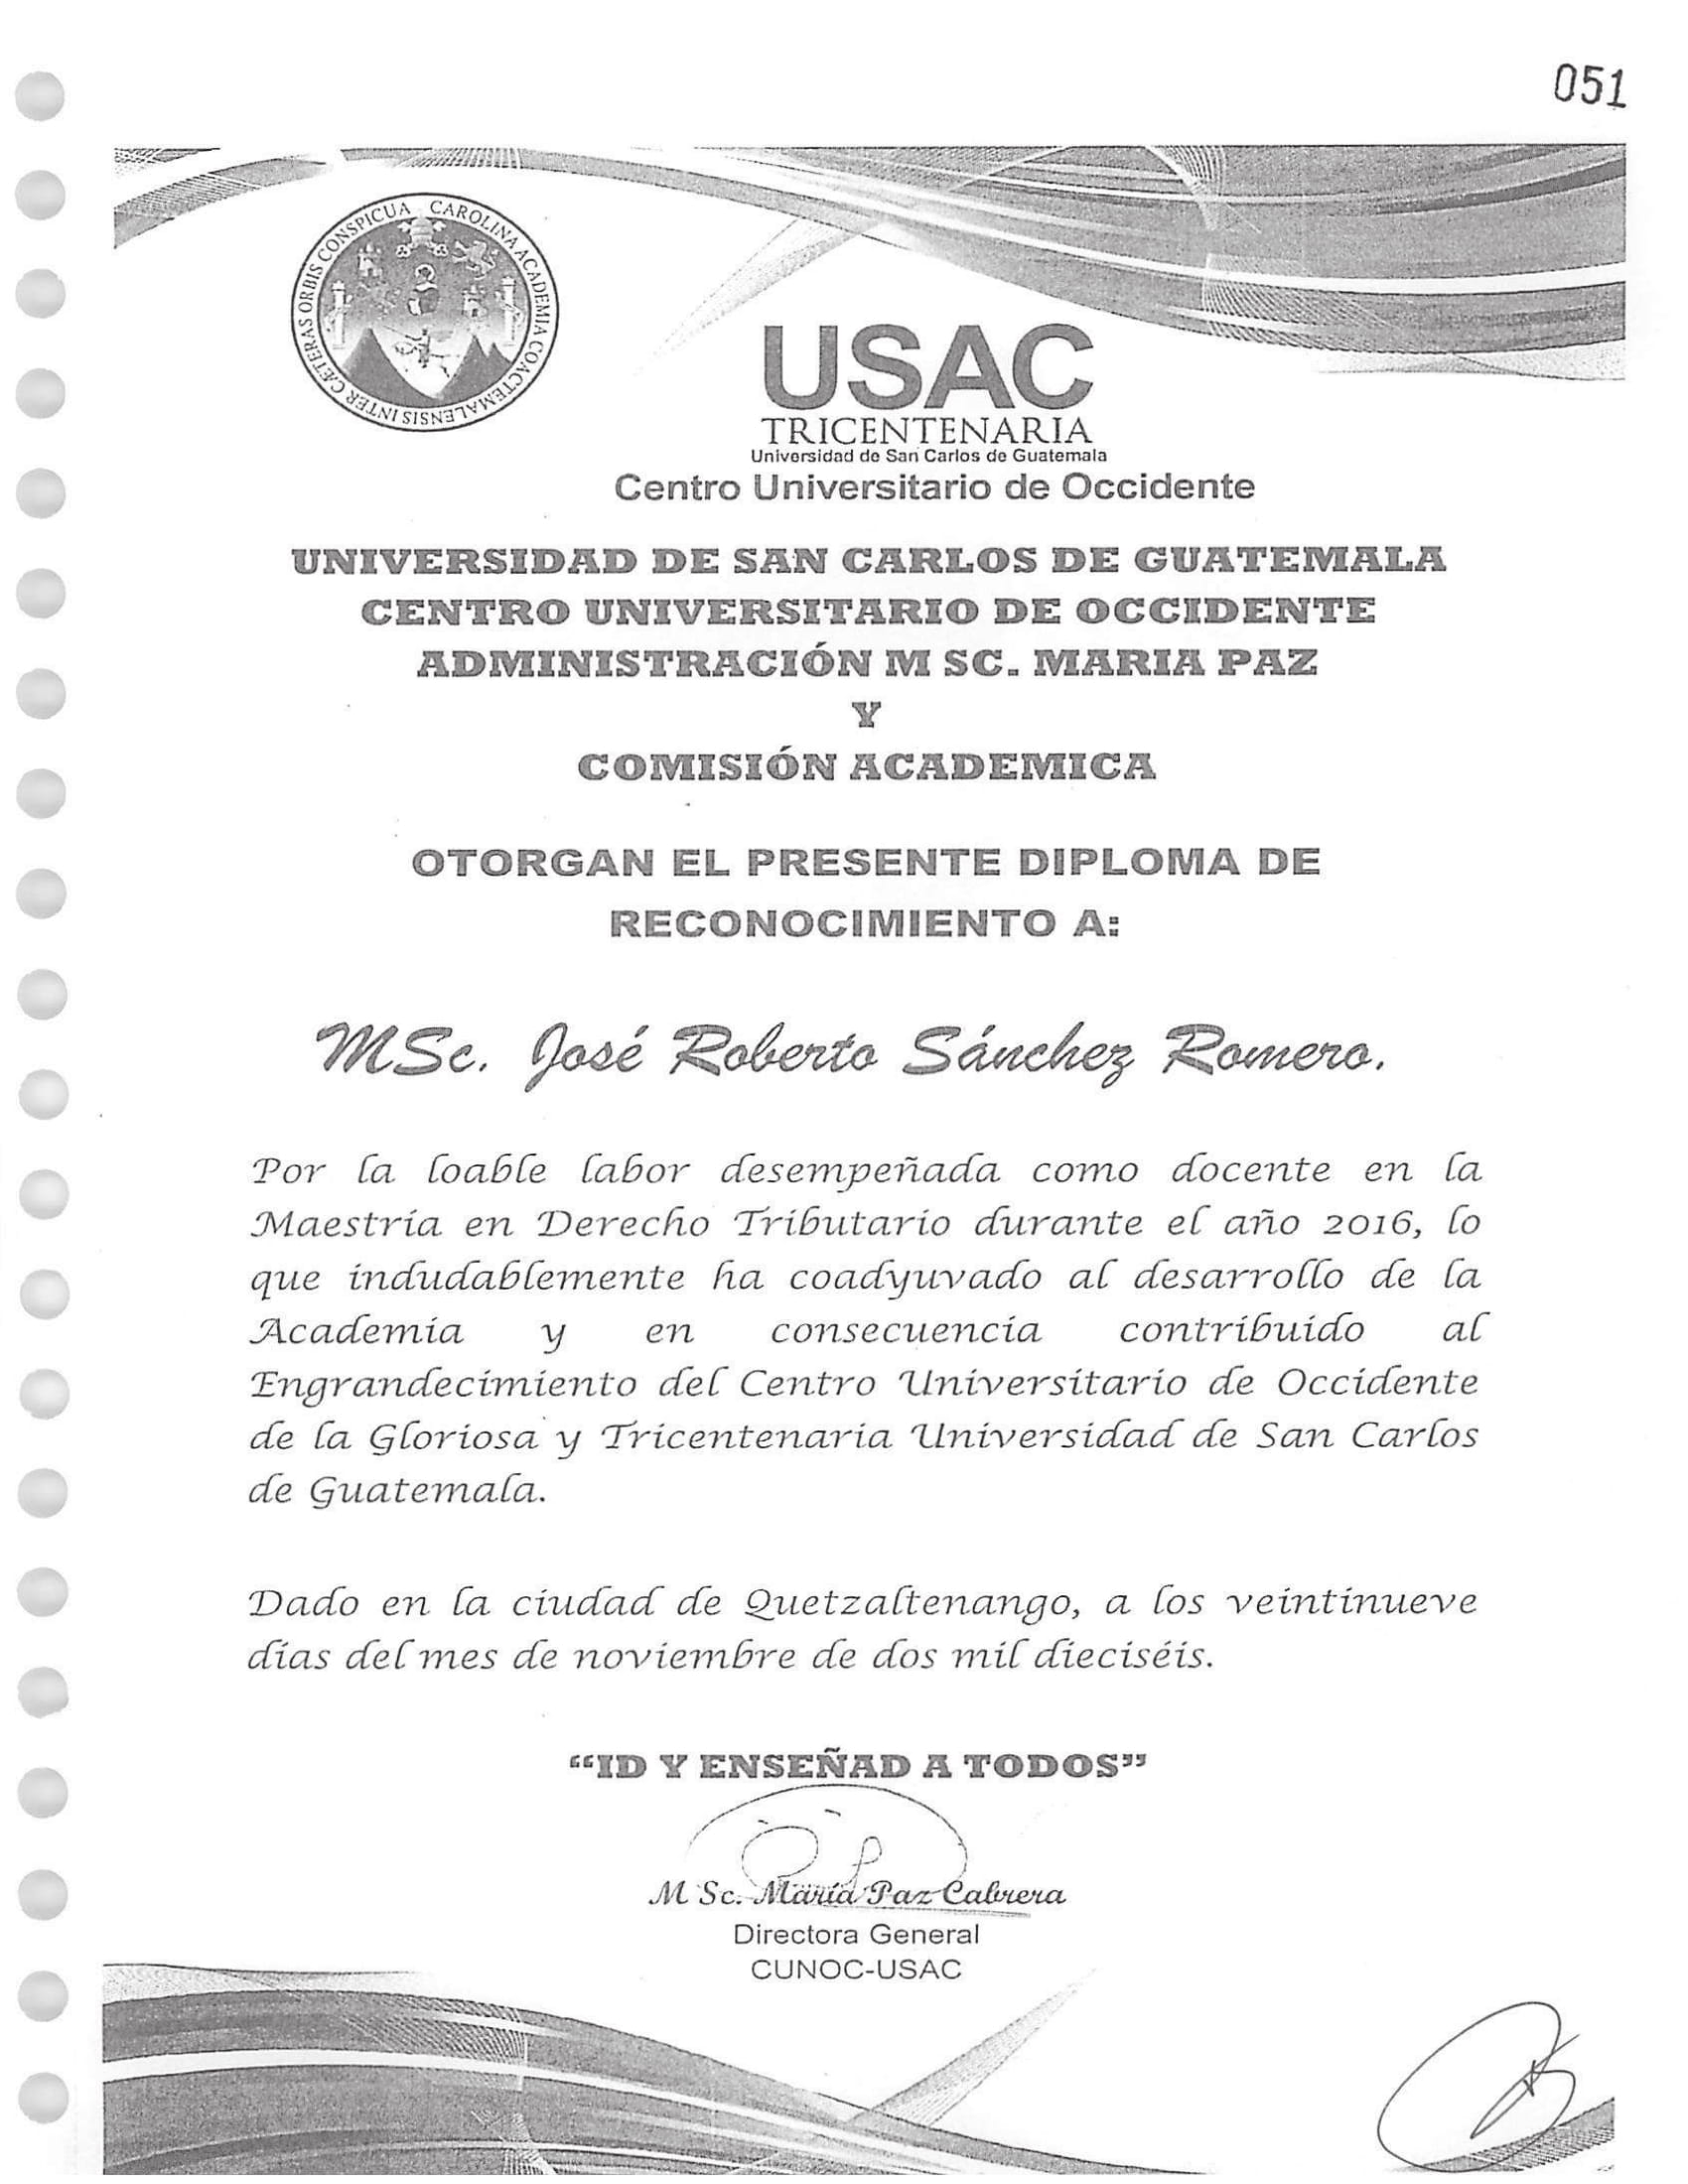 051
INTER CÆTERAS ORBIS CONSPICUA CAROLINA ACADEMIA COACTEMALENSIS
USAC
TRICENTENARIA
Universidad de San Carlos de Guatemala
Centro Universitario de Occidente
UNIVERSIDAD DE SAN CARLOS DE GUATEMALA
CENTRO UNIVERSITARIO DE OCCIDENTE
ADMINISTRACIÓN M SC. MARIA PAZ
Y
COMISIÓN ACADEMICA
OTORGAN EL PRESENTE DIPLOMA DE
RECONOCIMIENTO A:
MSc. José Roberto Sánchez Romero.
Por la loable labor desempeñada como docente en la
Maestría en Derecho Tributario durante el año 2016, lo
que indudablemente ha coadyuvado al desarrollo de la
Academia y en consecuencia contribuido al
Engrandecimiento del Centro Universitario de Occidente
de la Gloriosa y Tricentenaria Universidad de San Carlos
de Guatemala.
Dado en la ciudad de Quetzaltenango, a los veintinueve
días del mes de noviembre de dos mil dieciséis.
“ID Y ENSEÑAD A TODOS”
M Sc. María Paz Cabrera
Directora General
CUNOC-USAC